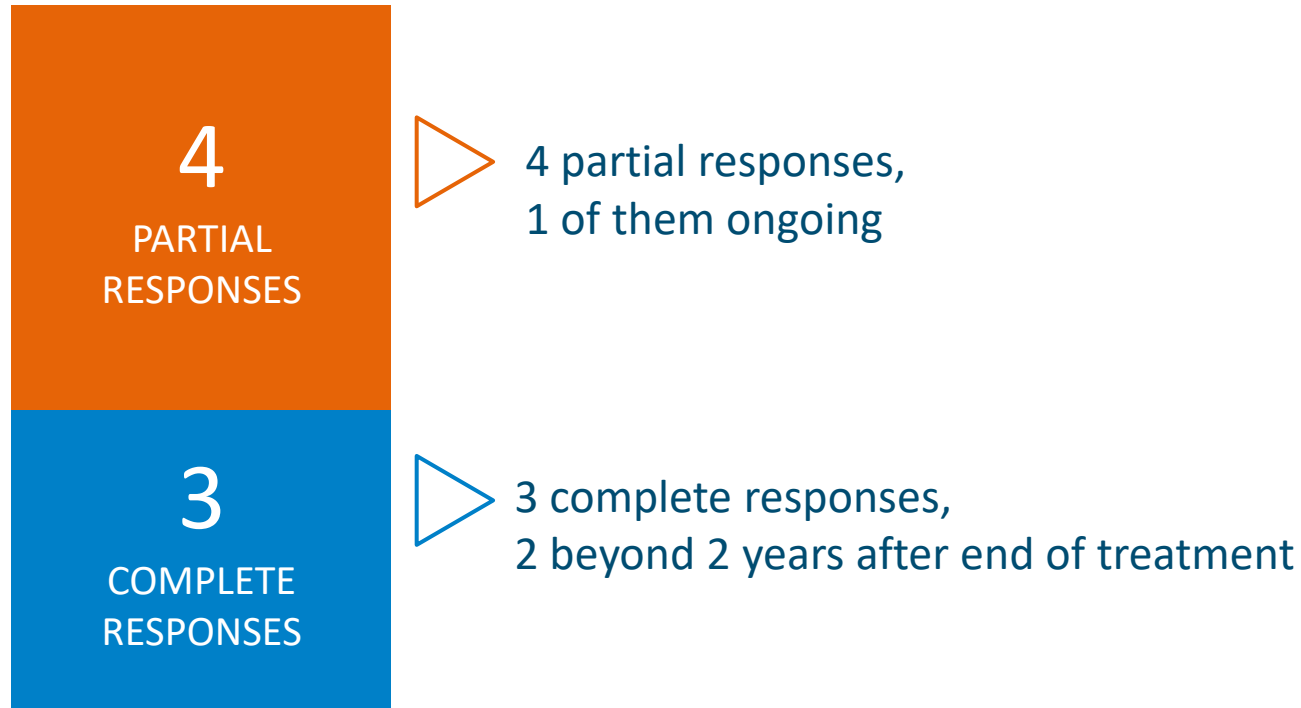 4
PARTIAL
RESPONSES
4 partial responses,
1 of them ongoing
3
COMPLETE
RESPONSES
3 complete responses,
2 beyond 2 years after end of treatment